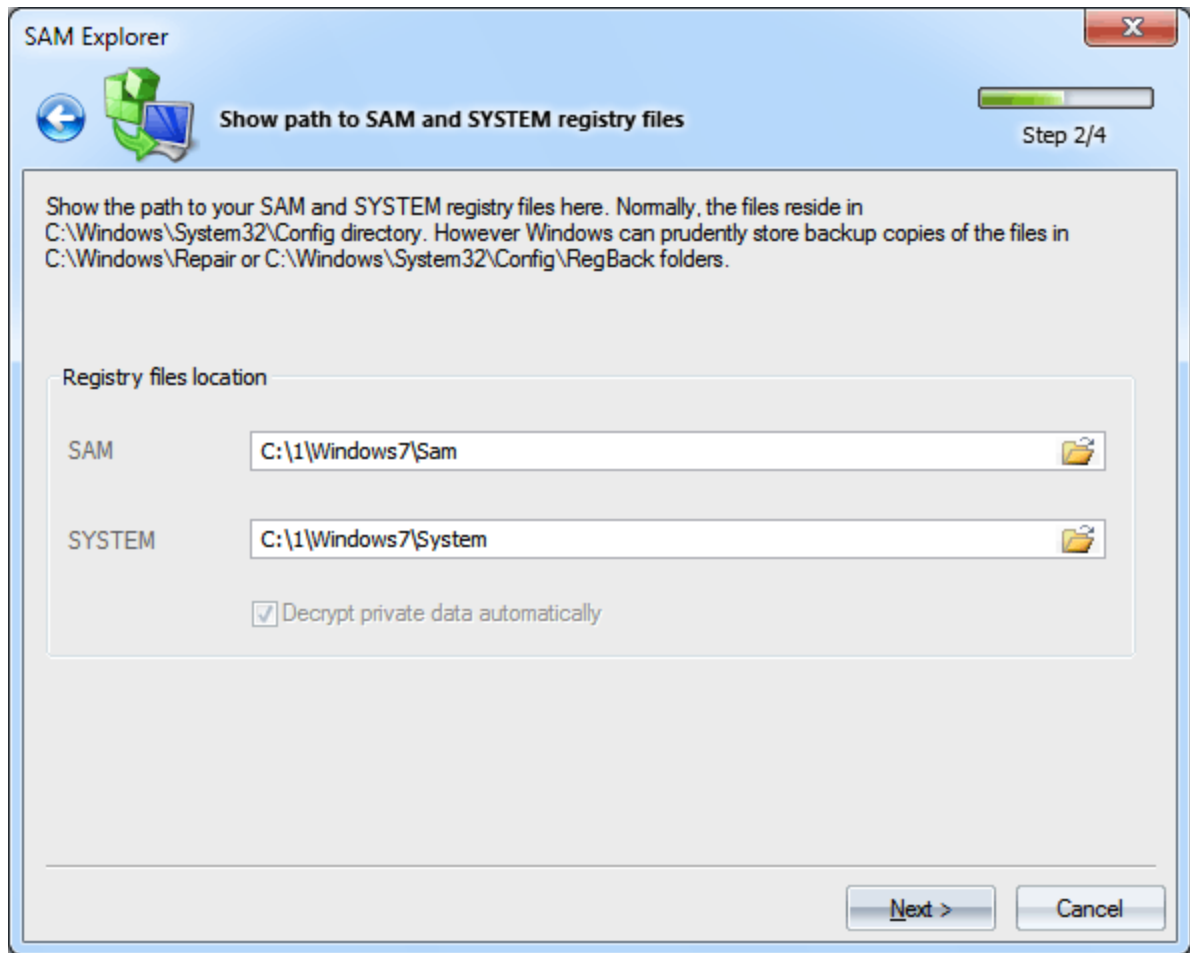 SAM Explorer
Show path to SAM and SYSTEM registry files
Step 2/4
Show the path to your SAM and SYSTEM registry files here. Normally, the files reside in
C:\Windows\System32\Config directory. However Windows can prudently store backup copies of the files in
C:\Windows\Repair or C:\Windows\System32\Config\RegBack folders.
Registry files location
SAM
C:\1\Windows7\Sam
SYSTEM
C:\1\Windows7\System
Decrypt private data automatically
Next >
Cancel